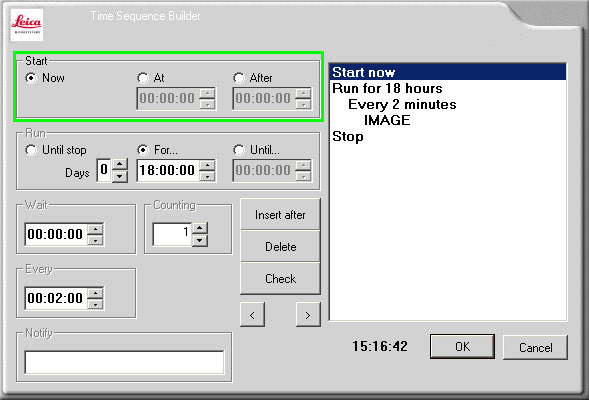 Leica
MICROSYSTEMS
Time Sequence Builder
Start
Now
At
After
00:00:00
00:00:00
Run
Until stop
For...
Until...
Days
0
18:00:00
00:00:00
Wait
00:00:00
Counting
1
Every
00:02:00
Notify
Insert after
Delete
Check
<
>
Start now
Run for 18 hours
Every 2 minutes
IMAGE
Stop
15:16:42
OK
Cancel